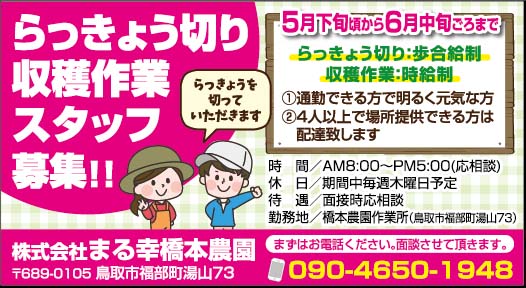 らっきょう切り
収穫作業
スタッフ
募集!!
らっきょうを
切って
いただきます
株式会社まる幸橋本農園
〒689-0105 鳥取市福部町湯山73
5月下旬頃から6月中旬ごろまで
らっきょう切り:歩合給制
収穫作業:時給制
①通勤できる方で明るく元気な方
②4人以上で場所提供できる方は
配達致します
時　間／AM8:00〜PM5:00(応相談)
休　日／期間中毎週木曜日予定
待　遇／面接時応相談
勤務地／橋本農園作業所(鳥取市福部町湯山73)
まずはお電話ください。面談させて頂きます。
090-4650-1948